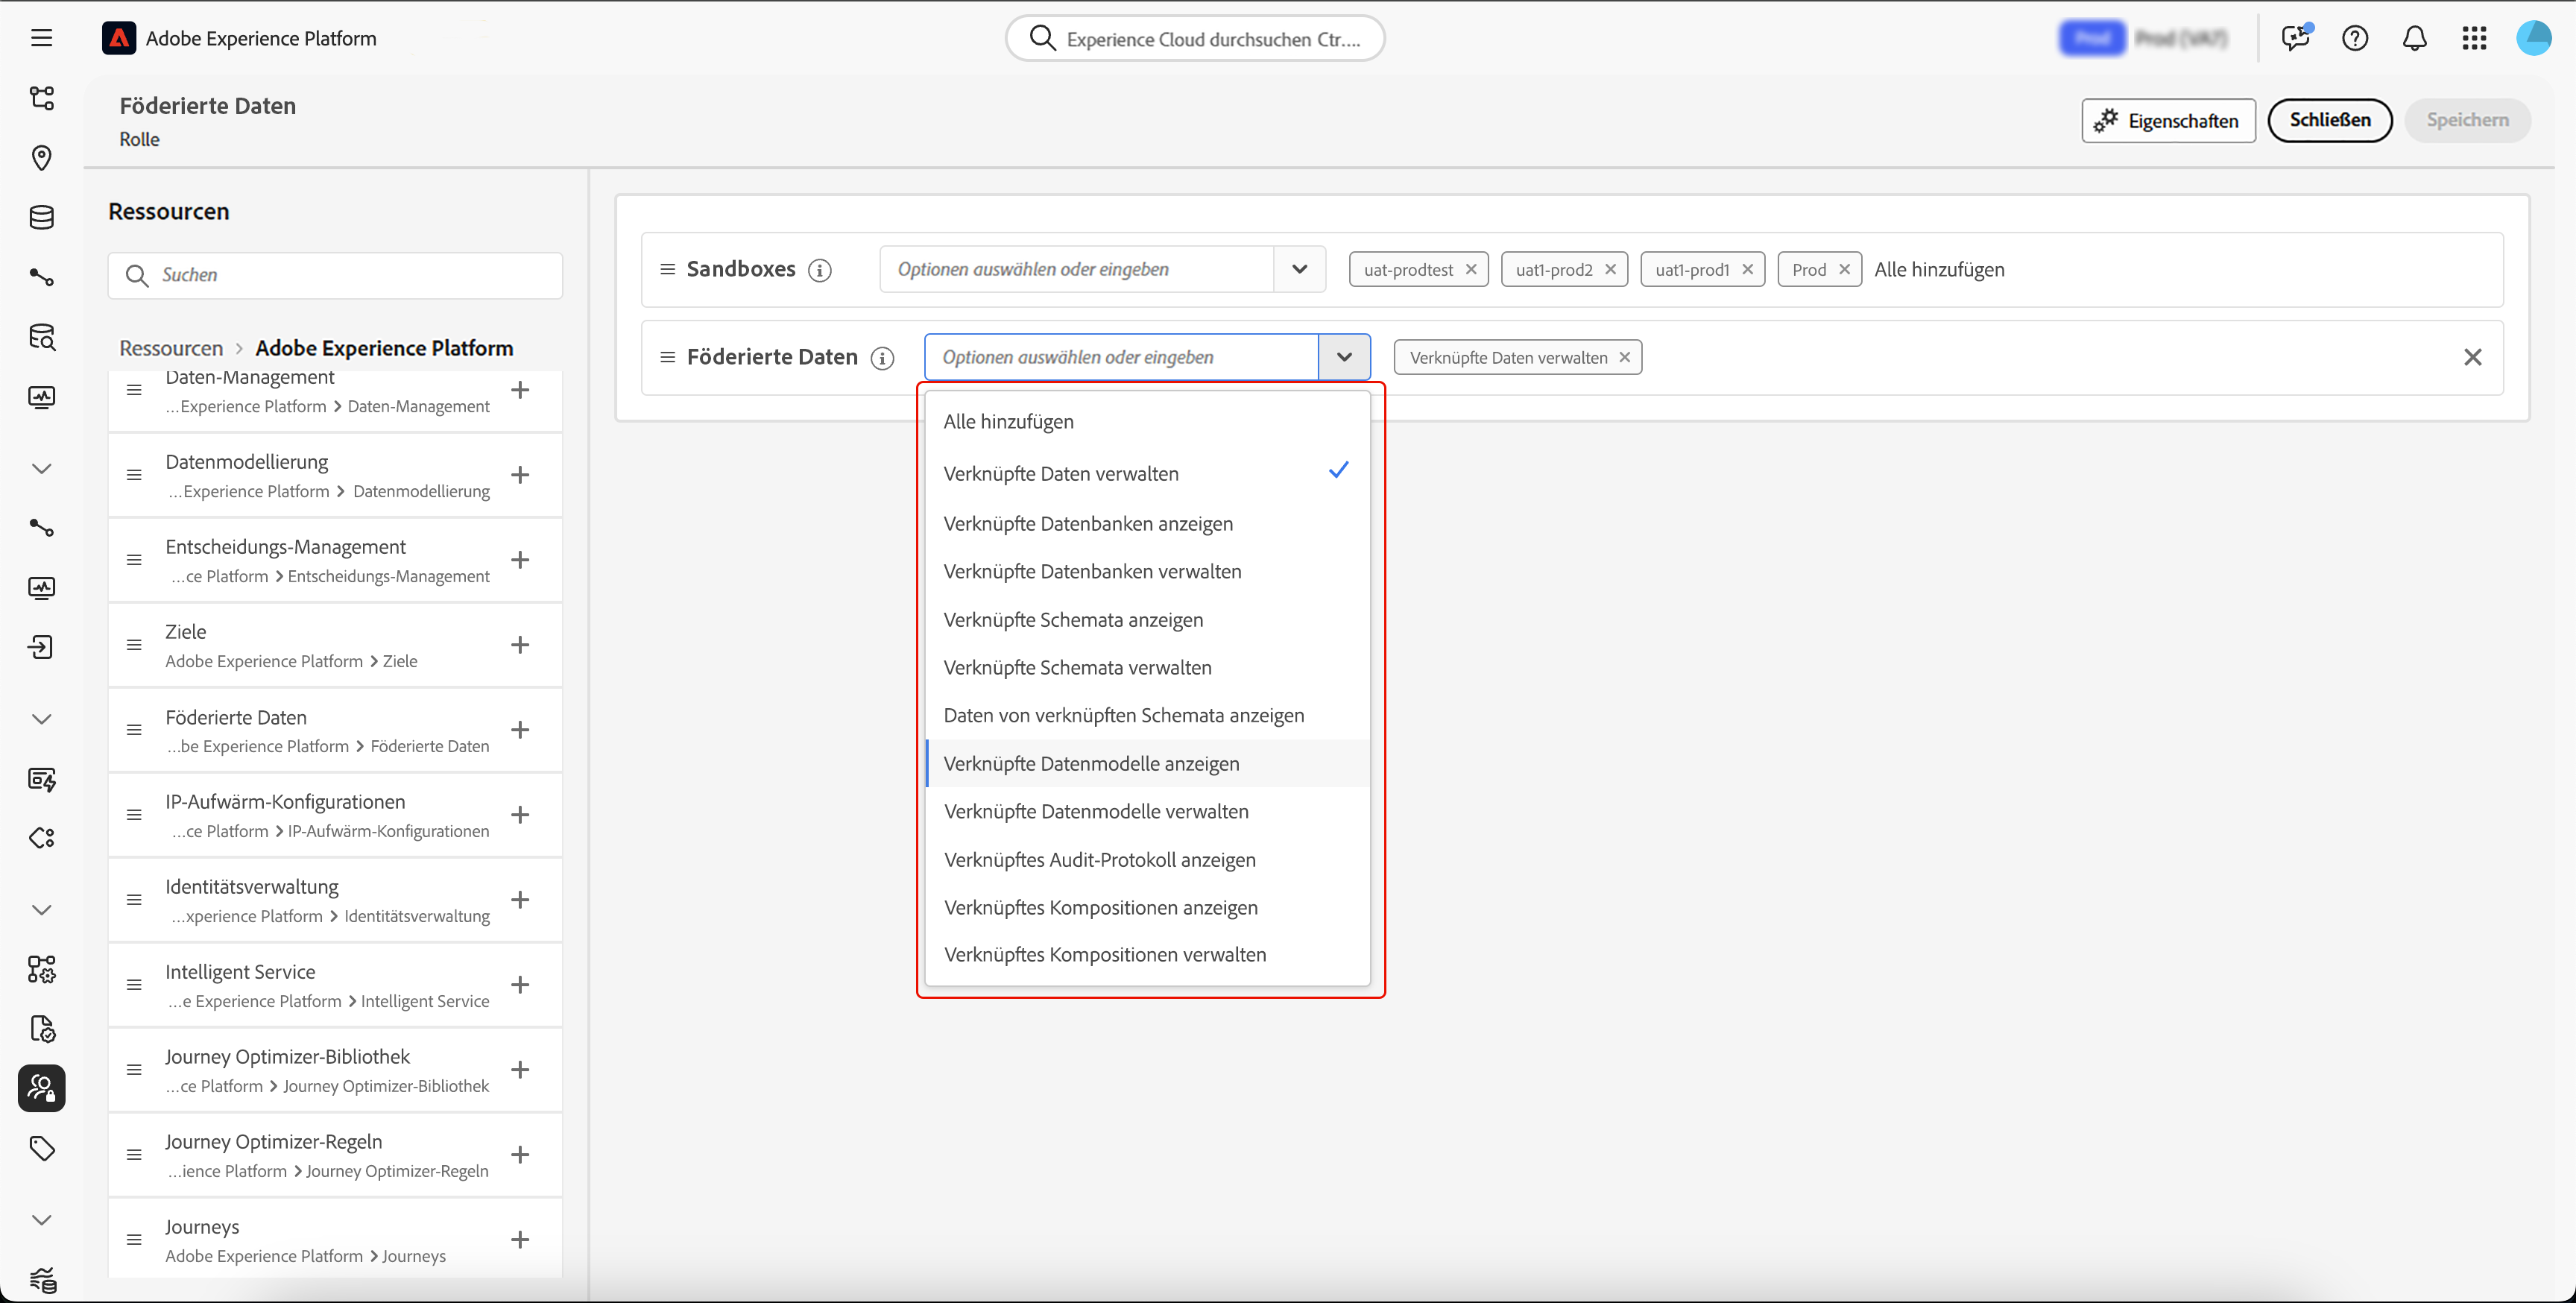 Adobe Experience Platform
Experience Cloud durchsuchen Ctr....
Prod
Prod (VA7)
Föderierte Daten
Rolle
Eigenschaften
Schließen
Speichern
Ressourcen
Suchen
Ressourcen > Adobe Experience Platform
Daten-Management
...Experience Platform > Daten-Management
Datenmodellierung
...Experience Platform > Datenmodellierung
Entscheidungs-Management
...ce Platform > Entscheidungs-Management
Ziele
Adobe Experience Platform > Ziele
Föderierte Daten
...be Experience Platform > Föderierte Daten
IP-Aufwärm-Konfigurationen
...ce Platform > IP-Aufwärm-Konfigurationen
Identitätsverwaltung
...xperience Platform > Identitätsverwaltung
Intelligent Service
...e Experience Platform > Intelligent Service
Journey Optimizer-Bibliothek
...ce Platform > Journey Optimizer-Bibliothek
Journey Optimizer-Regeln
...ience Platform > Journey Optimizer-Regeln
Journeys
Adobe Experience Platform > Journeys
Sandboxes
Optionen auswählen oder eingeben
uat-prodtest
uat1-prod2
uat1-prod1
Prod
Alle hinzufügen
Föderierte Daten
Optionen auswählen oder eingeben
Verknüpfte Daten verwalten
Alle hinzufügen
Verknüpfte Daten verwalten
Verknüpfte Datenbanken anzeigen
Verknüpfte Datenbanken verwalten
Verknüpfte Schemata anzeigen
Verknüpfte Schemata verwalten
Daten von verknüpften Schemata anzeigen
Verknüpfte Datenmodelle anzeigen
Verknüpfte Datenmodelle verwalten
Verknüpftes Audit-Protokoll anzeigen
Verknüpftes Kompositionen anzeigen
Verknüpftes Kompositionen verwalten